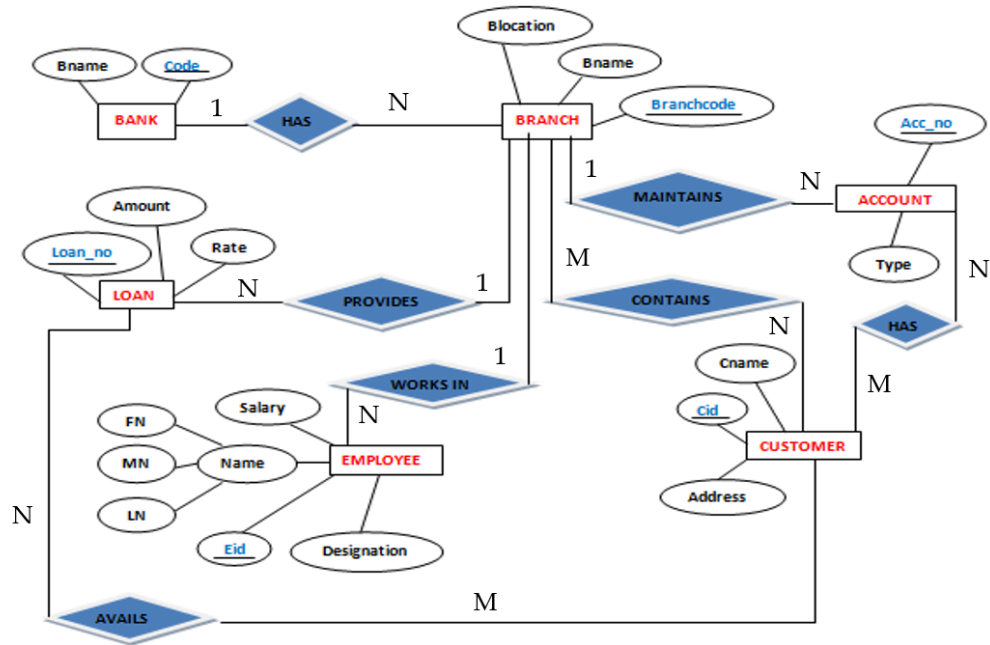 Blocation
Bname
Code
Bname
Branchcode
1
N
BANK
HAS
BRANCH
Acc_no
1
MAINTAINS
N
ACCOUNT
Amount
Loan_no
Rate
M
Type
N
LOAN
N
PROVIDES
1
CONTAINS
N
HAS
1
WORKS IN
Cname
M
Salary
N
Cid
FN
CUSTOMER
MN
Name
EMPLOYEE
Address
LN
N
Eid
Designation
M
AVAILS